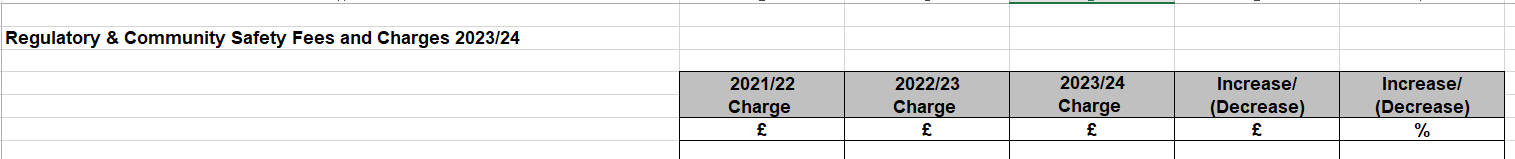 Regulatory & Community Safety Fees and Charges 2023/24
2021/22 2022/23 2023/24 Increase/ Increase/
Charge Charge Charge (Decrease) (Decrease)
£ £ £ £ %